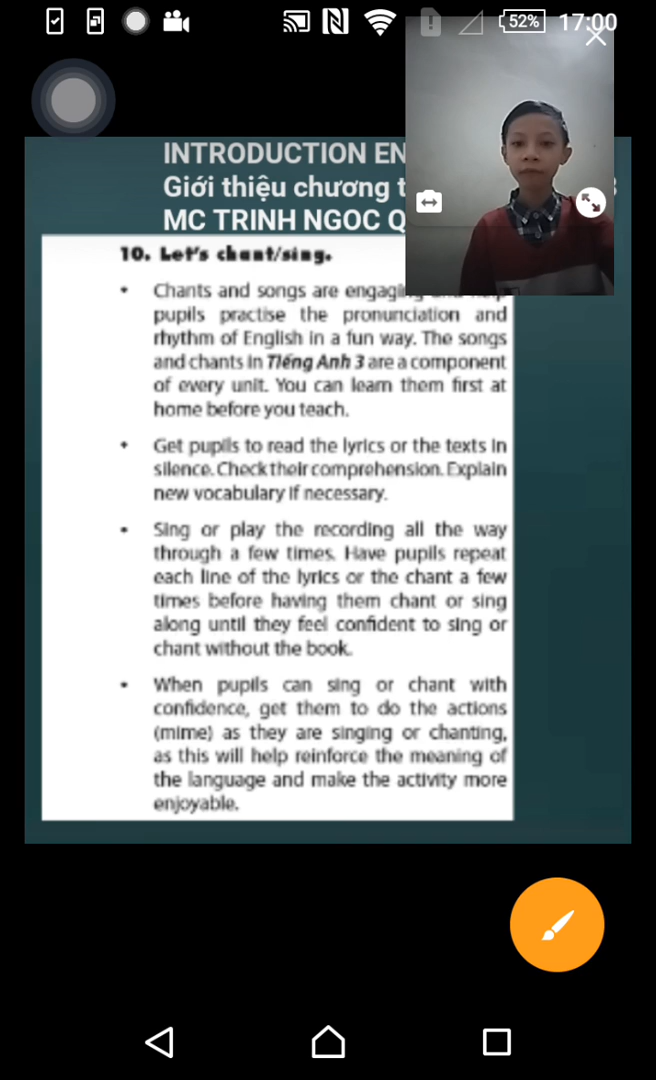 52% 17:00
INTRODUCTION EN
Giới thiệu chương t
MC TRINH NGOC Q
10. Let's chant/sing.
• Chants and songs are
pupils practise the pronunciation and
rhythm of English in a fun way. The songs
and chants in Tiếng Anh 3 are a component
of every unit. You can learn them first at
home before you teach.
• Get pupils to read the lyrics or the texts in
silence. Check their comprehension. Explain
new vocabulary if necessary.
• Sing or play the recording all the way
through a few times. Have pupils repeat
each line of the lyrics or the chant a few
times before having them chant or sing
along until they feel confident to sing or
chant without the book.
• When pupils can sing or chant with
confidence, get them to do the actions
(mime) as they are singing or chanting,
as this will help reinforce the meaning of
the language and make the activity more
enjoyable.